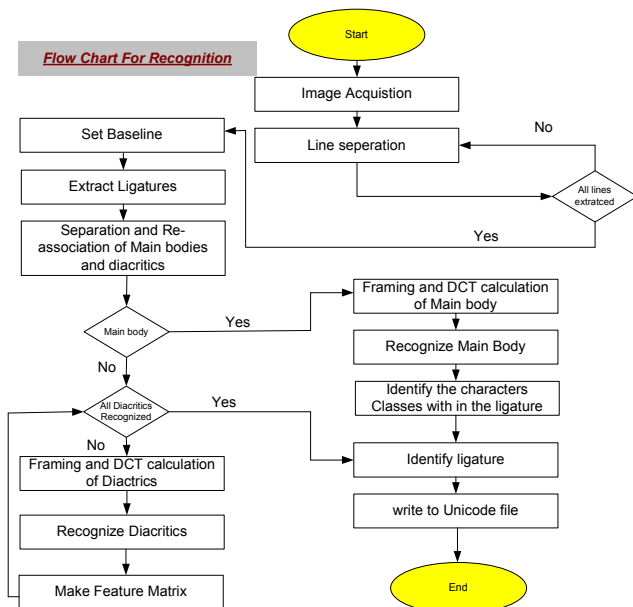 Start
Flow Chart For Recognition
Image Acquistion
Line seperation
No
All lines
extratced
Yes
Set Baseline
Extract Ligatures
Separation and Re-
association of Main bodies
and diacritics
Main body
Yes
No
All Diacritics
Recognized
Yes
No
Framing and DCT calculation
of Diactrics
Recognize Diacritics
Make Feature Matrix
Framing and DCT calculation
of Main body
Recognize Main Body
Identify the characters
Classes with in the ligature
Identify ligature
write to Unicode file
End